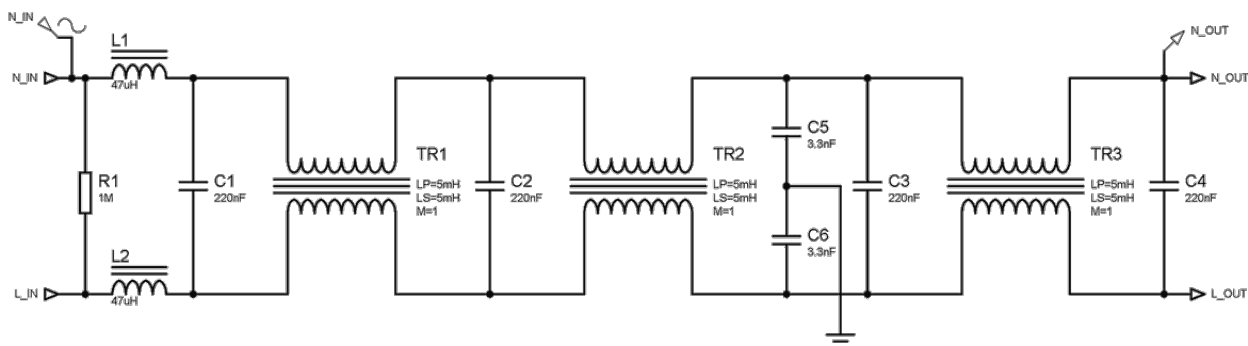 N_IN
N_OUT
L1
N_IN
47uH
N_OUT
R1
1M
C1
220nF
TR1
LP=5mH
LS=5mH
M=1
C2
220nF
TR2
LP=5mH
LS=5mH
M=1
C5
3.3nF
C6
3.3nF
C3
220nF
TR3
LP=5mH
LS=5mH
M=1
C4
220nF
L2
L_IN
47uH
L_OUT